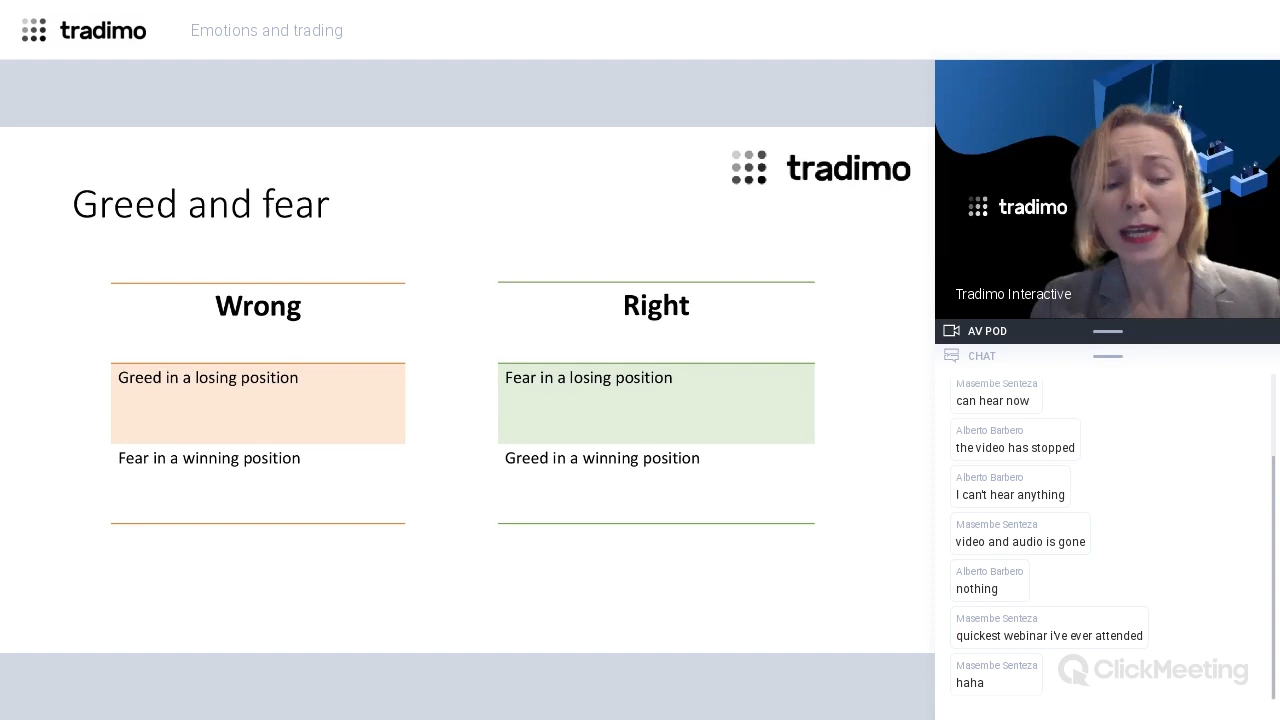 tradimo
Emotions and trading
tradimo
Greed and fear
Wrong
Right
Greed in a losing position
Fear in a losing position
Fear in a winning position
Greed in a winning position
tradimo
Tradimo Interactive
AV POD
CHAT
Masembe Senteza
can hear now
Alberto Barbero
the video has stopped
Alberto Barbero
I can't hear anything
Masembe Senteza
video and audio is gone
Alberto Barbero
nothing
Masembe Senteza
quickest webinar i've ever attended
Masembe Senteza
haha
ClickMeeting